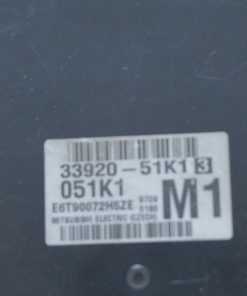 33920-51K1 3
051K1
E6T90072H5ZE
M1
MITSUBISHI ELECTRIC (CZECH)